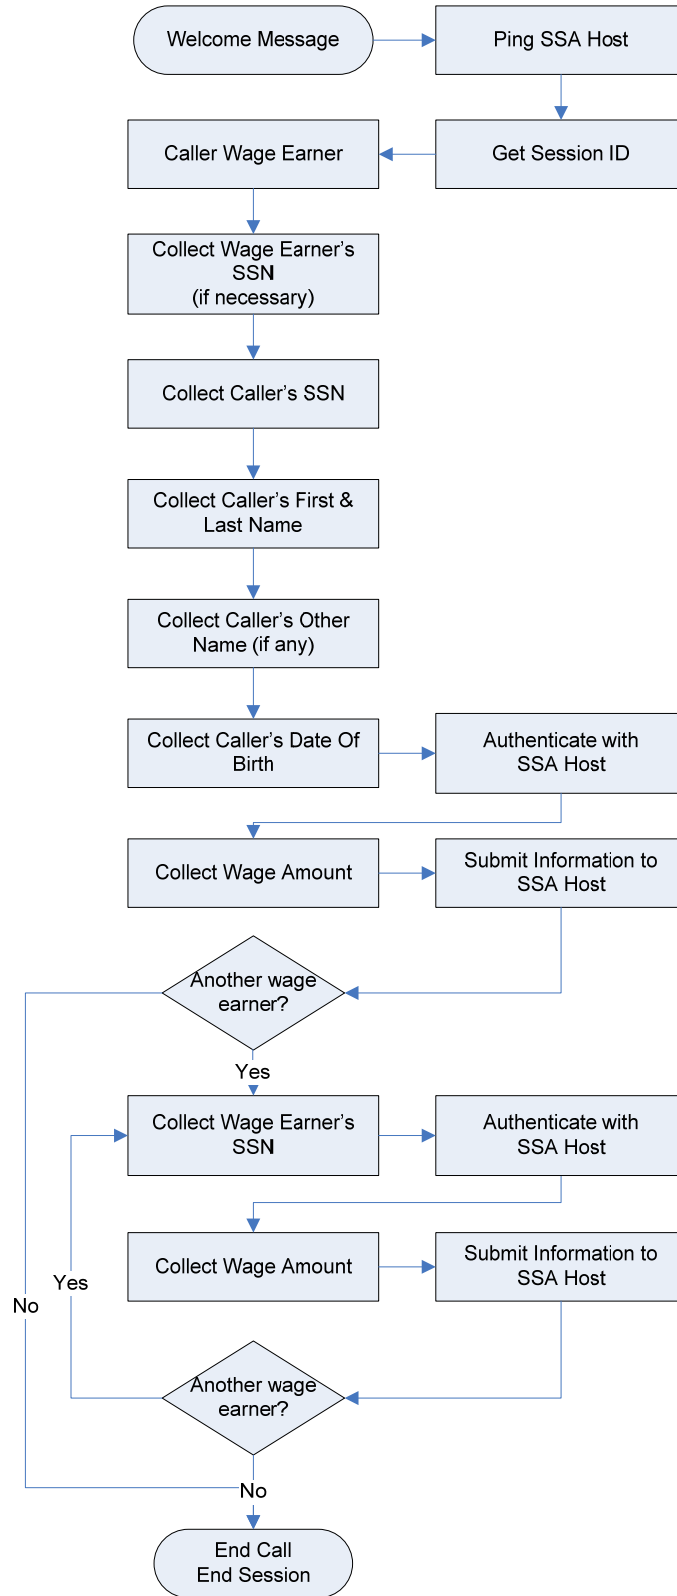 Welcome Message
Ping SSA Host
Caller Wage Earner
Get Session ID
Collect Wage Earner’s
SSN
(if necessary)
Collect Caller’s SSN
Collect Caller’s First &
Last Name
Collect Caller’s Other
Name (if any)
Collect Caller’s Date Of
Birth
Authenticate with
SSA Host
Collect Wage Amount
Submit Information to
SSA Host
Another wage
earner?
Yes
Collect Wage Earner’s
SSN
Authenticate with
SSA Host
Collect Wage Amount
Submit Information to
SSA Host
Yes
No
Another wage
earner?
No
End Call
End Session